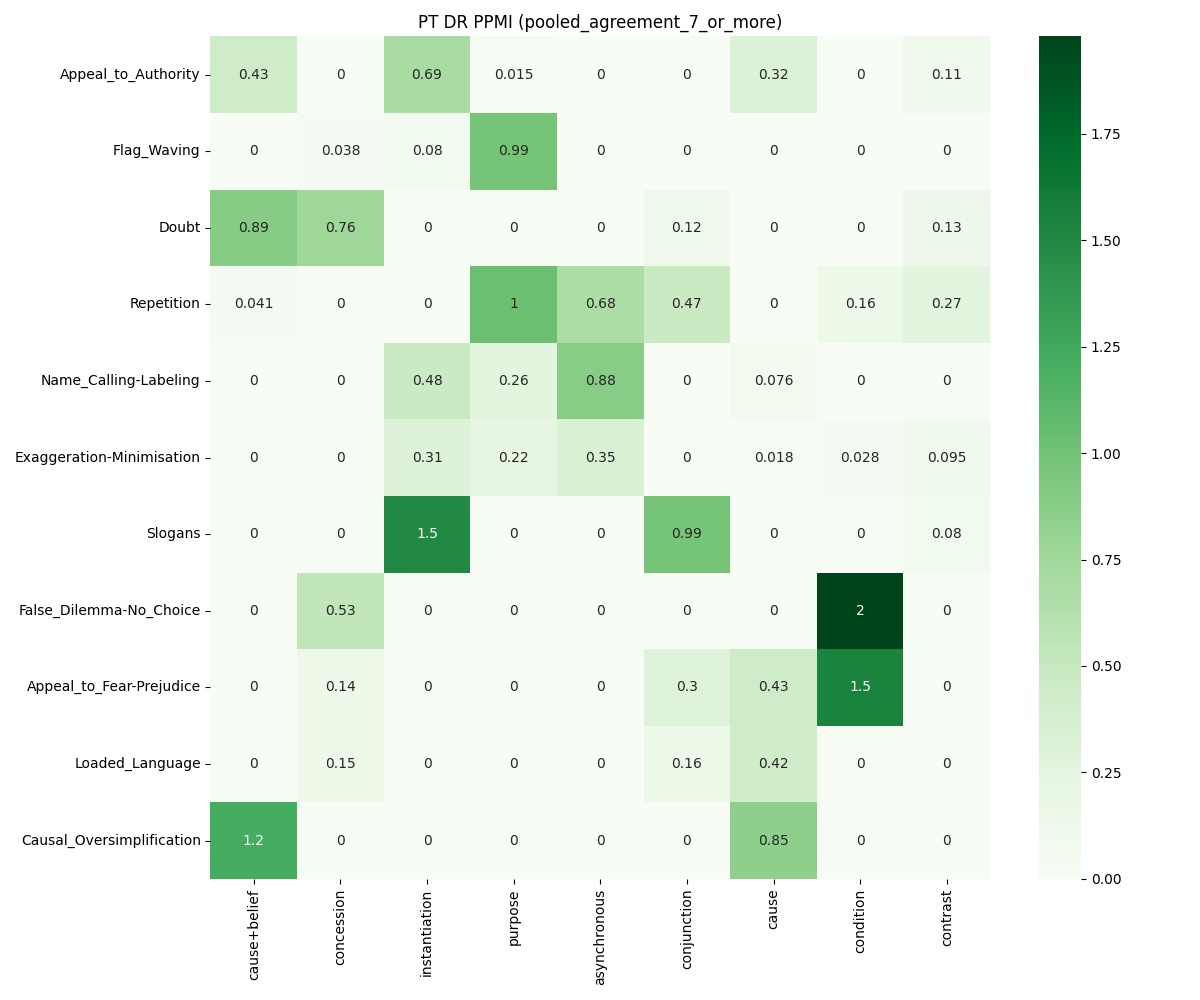 PT DR PPMI (pooled_agreement_7_or_more)
Appeal_to_Authority 0.43 0 0.69 0.015 0 0 0.32 0 0.11
Flag_Waving 0 0.038 0.08 0.99 0 0 0 0 0
Doubt 0.89 0.76 0 0 0 0.12 0 0 0.13
Repetition 0.041 0 0 1 0.68 0.47 0 0.16 0.27
Name_Calling-Labeling 0 0 0.48 0.26 0.88 0 0.076 0 0
Exaggeration-Minimisation 0 0 0.31 0.22 0.35 0 0.018 0.028 0.095
Slogans 0 0 1.5 0 0 0.99 0 0 0.08
False_Dilemma-No_Choice 0 0.53 0 0 0 0 0 2 0
Appeal_to_Fear-Prejudice 0 0.14 0 0 0 0.3 0.43 1.5 0
Loaded_Language 0 0.15 0 0 0 0.16 0.42 0 0
Causal_Oversimplification 1.2 0 0 0 0 0 0.85 0 0
cause+belief concession instantiation purpose asynchronous conjunction cause condition contrast
1.75
1.50
1.25
1.00
0.75
0.50
0.25
0.00